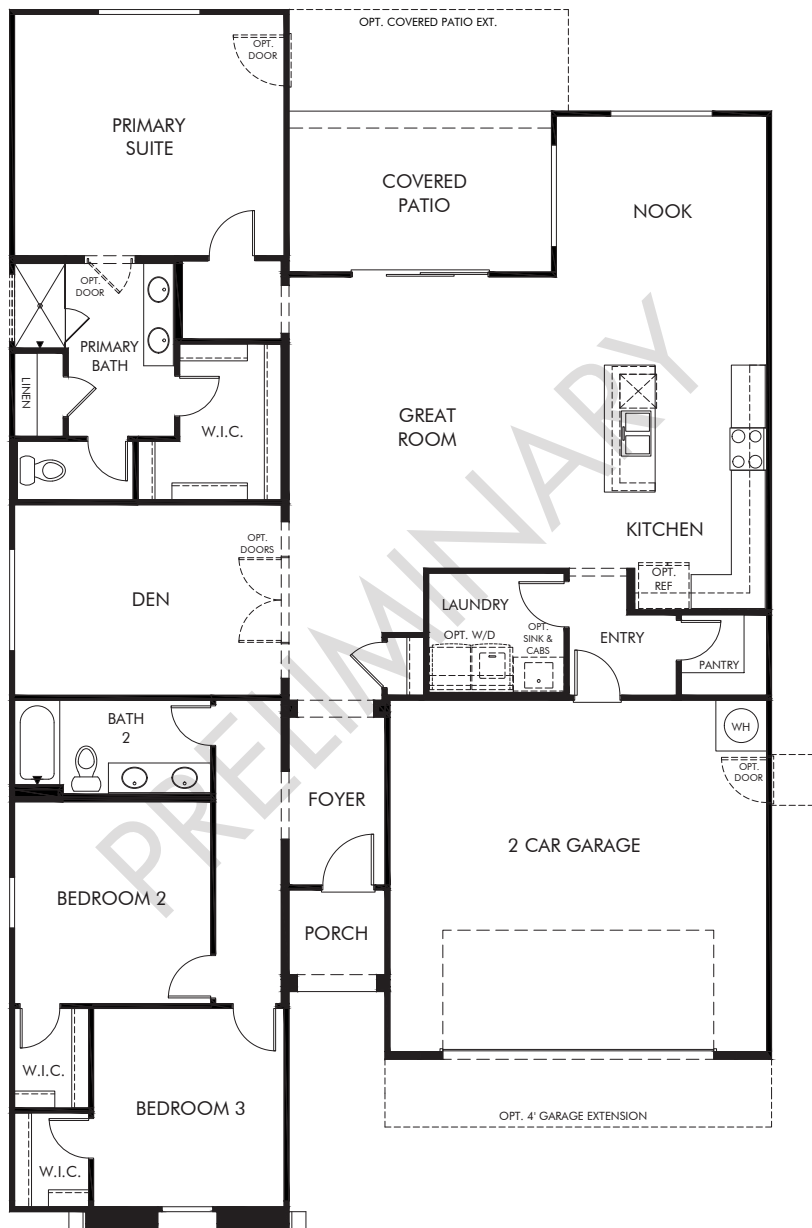 OPT. COVERED PATIO EXT.
OPT.
DOOR
PRIMARY
SUITE
COVERED
PATIO
NOOK
OPT.
DOOR
PRIMARY
BATH
LINEN
W.I.C.
GREAT
ROOM
KITCHEN
OPT.
REF
OPT.
DOORS
DEN
LAUNDRY
OPT. W/D
OPT.
SINK &
CABS
ENTRY
PANTRY
BATH
2
WH
OPT.
DOOR
FOYER
2 CAR GARAGE
BEDROOM 2
PORCH
W.I.C.
BEDROOM 3
OPT. 4' GARAGE EXTENSION
W.I.C.
PRELIMINARY